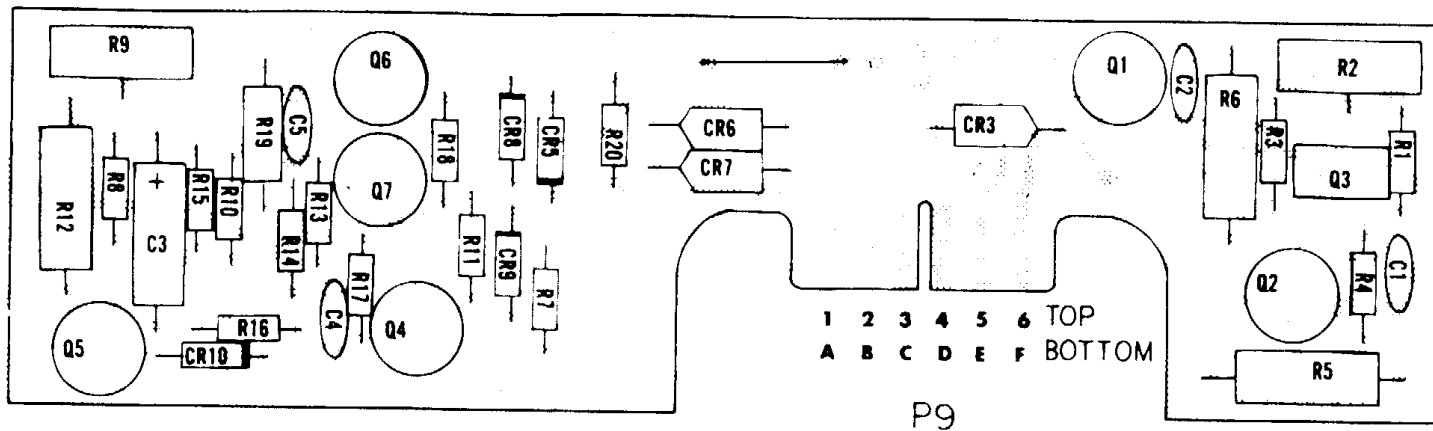 R9
Q6
Q1
C2
R2
R6
R19
C5
R18
CR8
CR5
R20
CR6
CR3
R3
R1
R12
R8
+
R15
R10
R13
Q7
CR7
Q3
C3
R14
R11
CR9
R7
R17
C4
Q4
Q2
R4
C1
Q5
R16
CR10
1 2 3 4 5 6 TOP
A B C D E F BOTTOM
R5
P9